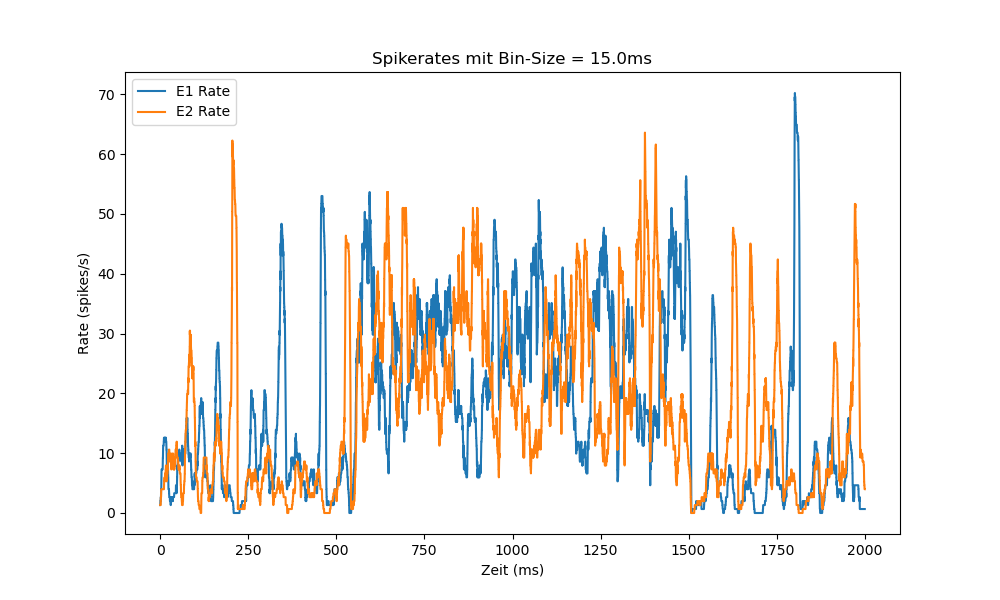 Spikerates mit Bin-Size = 15.0ms
E1 Rate
E2 Rate
70
60
50
40
30
20
10
0
Rate (spikes/s)
0 250 500 750 1000 1250 1500 1750 2000
Zeit (ms)